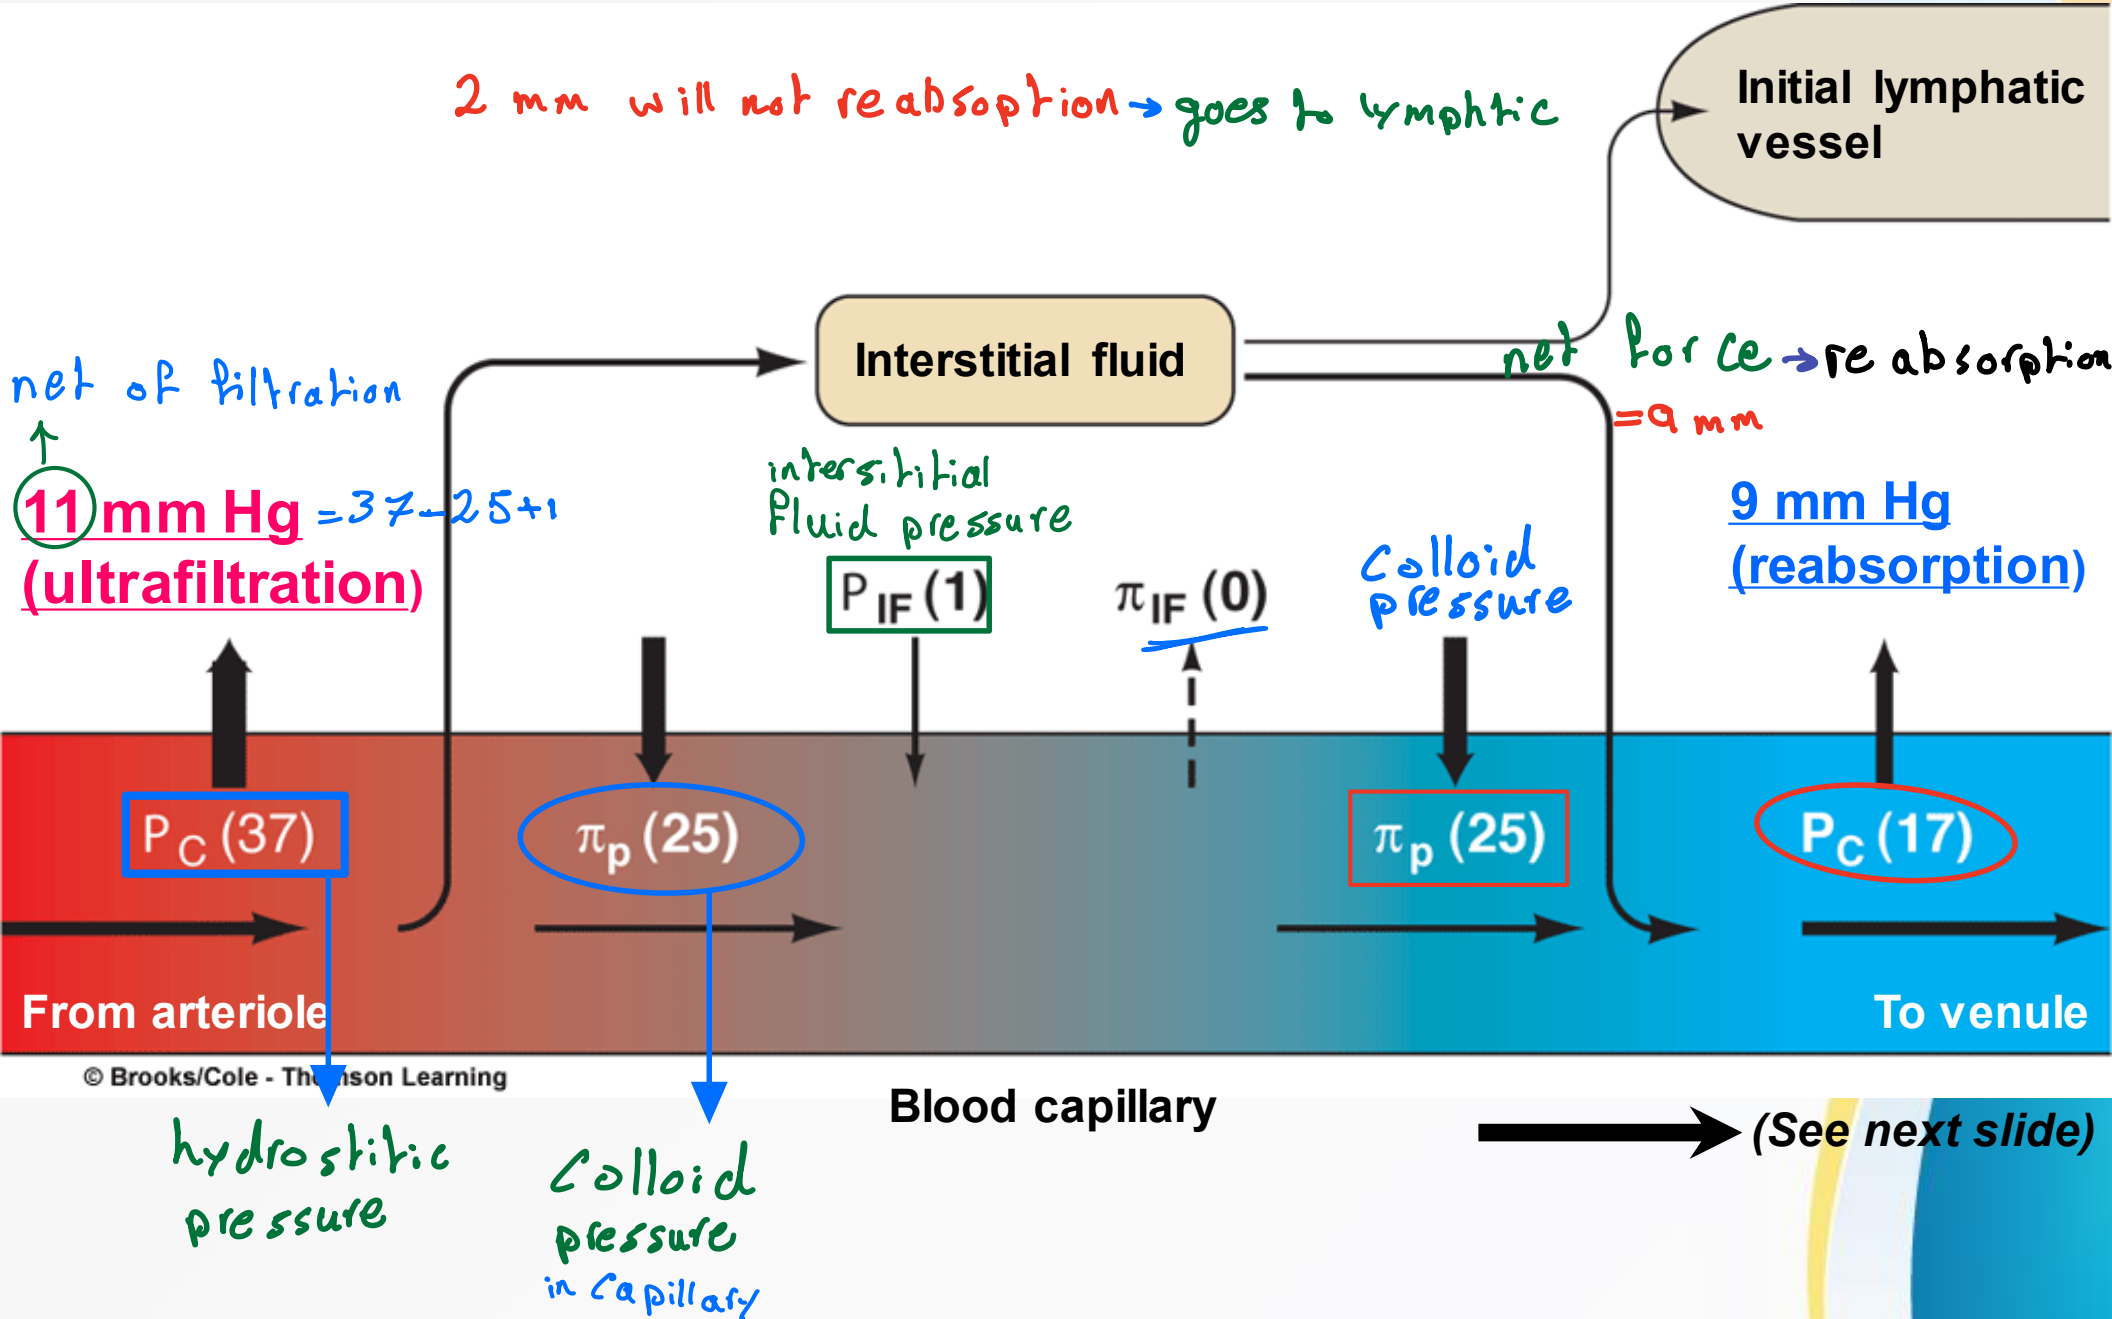 2 mm will not reabsoption → goes to lymphtic
Initial lymphatic
vessel
Interstitial fluid
net force → reabsorption
= 9 mm
net of filtration
↑
11 mm Hg = 37-25+1
(ultrafiltration)
intersititial
fluid pressure
P IF (1)
π IF (0)
Colloid
pressure
9 mm Hg
(reabsorption)
P C (37)
π p (25)
π p (25)
P C (17)
From arteriole
To venule
© Brooks/Cole - Thomson Learning
Blood capillary
(See next slide)
hydrostitic
pressure
Colloid
pressure
in Capillary